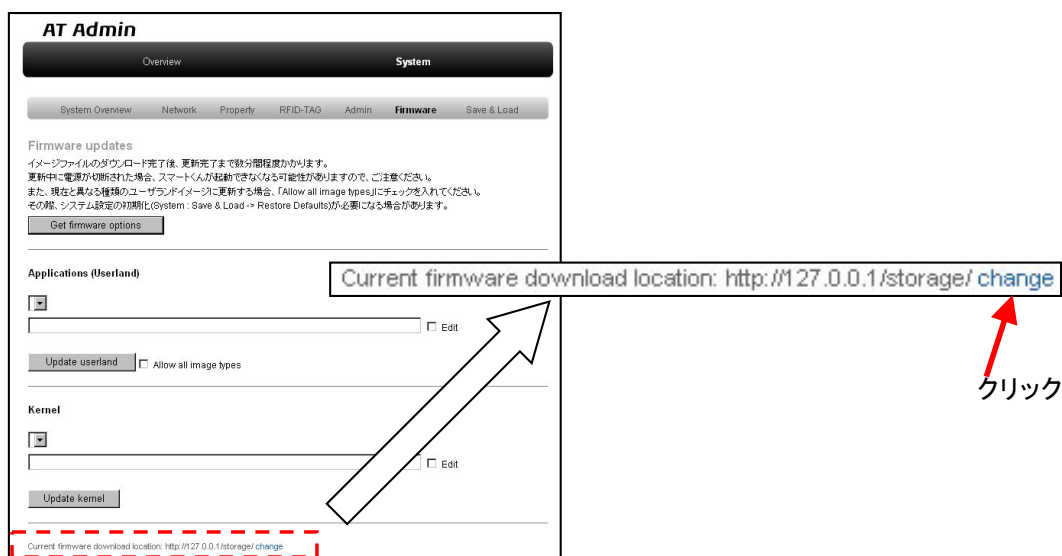 AT Admin
Overview System
System Overview Network Property RFID-TAG Admin Firmware Save & Load
Firmware updates
イメージファイルのダウンロード完了後、更新完了まで数分間程度かかります。
更新中に電源が切断された場合、スマートくんが起動できなくなる可能性がありますので、ご注意ください。
また、現在と異なる種類のユーザランドイメージに更新する場合、「Allow all image types」にチェックを入れてください。
その際、システム設定の初期化(System : Save & Load -> Restore Defaults)が必要になる場合があります。
Get firmware options
Applications (Userland)
Edit
Update userland Allow all image types
Kernel
Edit
Update kernel
Current firmware download location: http://127.0.0.1/storage/ change
Current firmware download location: http://127.0.0.1/storage/ change
クリック